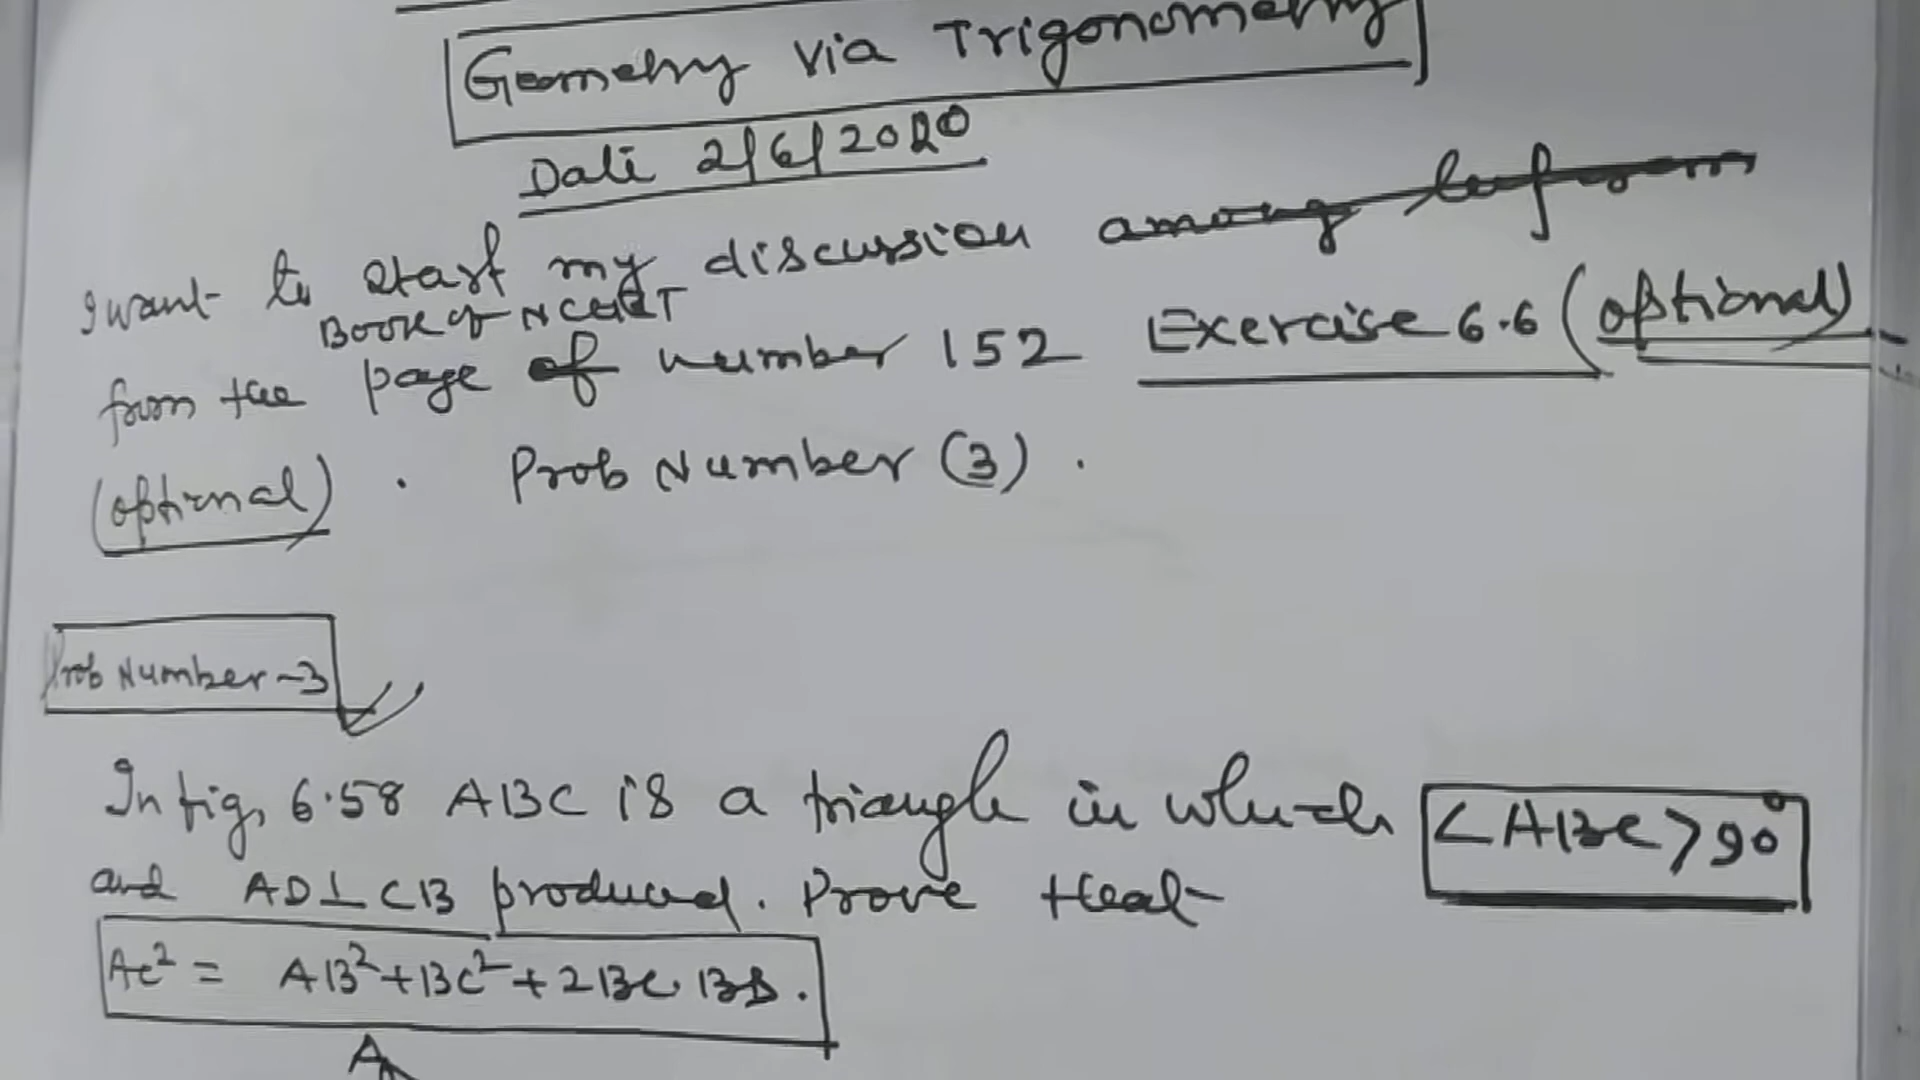 Geometry via Trigonometry
Date 2/6/2020
I want to start my discussion among
Book of NCERT
from the page of number 152 Exercise 6.6 (optional)
(optional) . Prob Number (3) .
Prob Number -3
In fig, 6.58 ABC is a triangle in which <ABC > 90°
and AD ⊥ CB produced. Prove that
AC² = AB² + BC² + 2BC. BD .
A